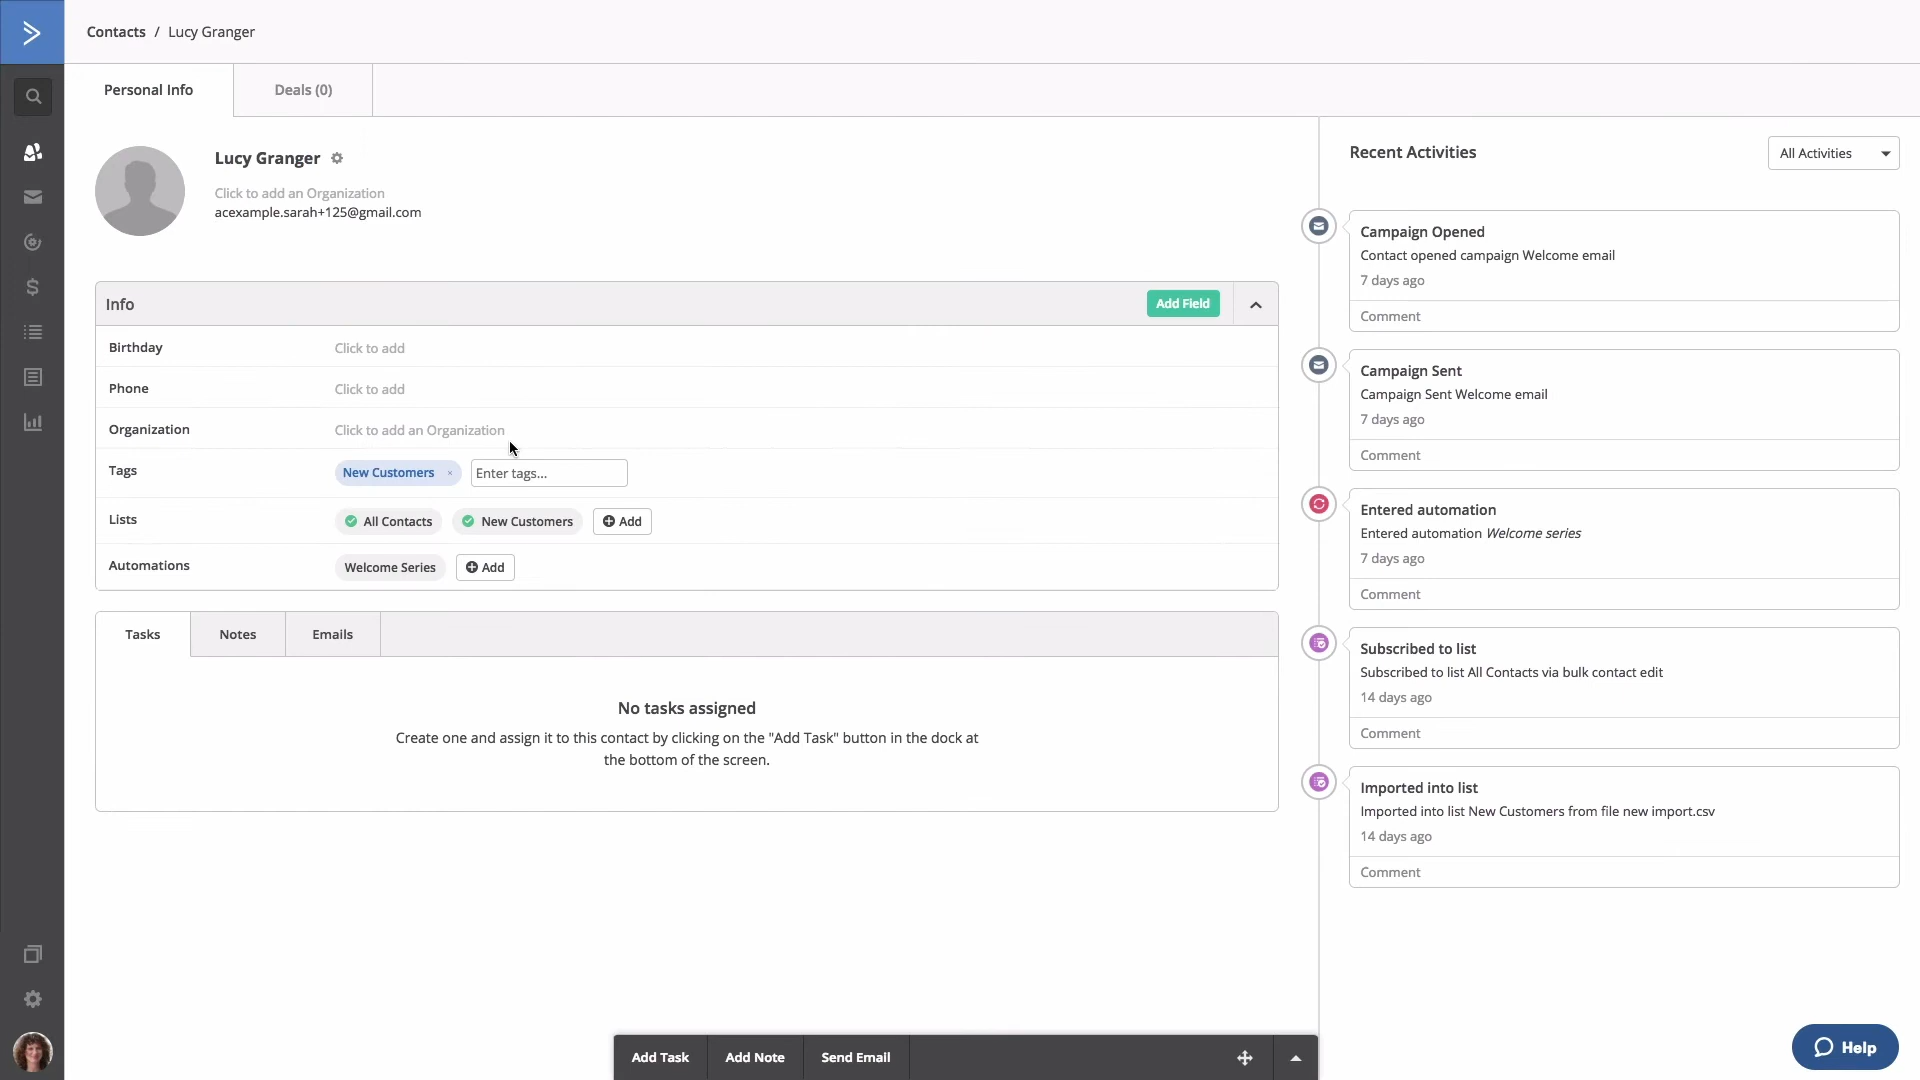 Contacts / Lucy Granger
Personal Info
Deals (0)
Lucy Granger
Click to add an Organization
acexample.sarah+125@gmail.com
Info
Add Field
Birthday
Click to add
Phone
Click to add
Organization
Click to add an Organization
Tags
New Customers ×
Enter tags...
Lists
All Contacts
New Customers
Add
Automations
Welcome Series
Add
Tasks
Notes
Emails
No tasks assigned
Create one and assign it to this contact by clicking on the "Add Task" button in the dock at
the bottom of the screen.
Recent Activities
All Activities
Campaign Opened
Contact opened campaign Welcome email
7 days ago
Comment
Campaign Sent
Campaign Sent Welcome email
7 days ago
Comment
Entered automation
Entered automation Welcome series
7 days ago
Comment
Subscribed to list
Subscribed to list All Contacts via bulk contact edit
14 days ago
Comment
Imported into list
Imported into list New Customers from file new import.csv
14 days ago
Comment
Add Task
Add Note
Send Email
Help